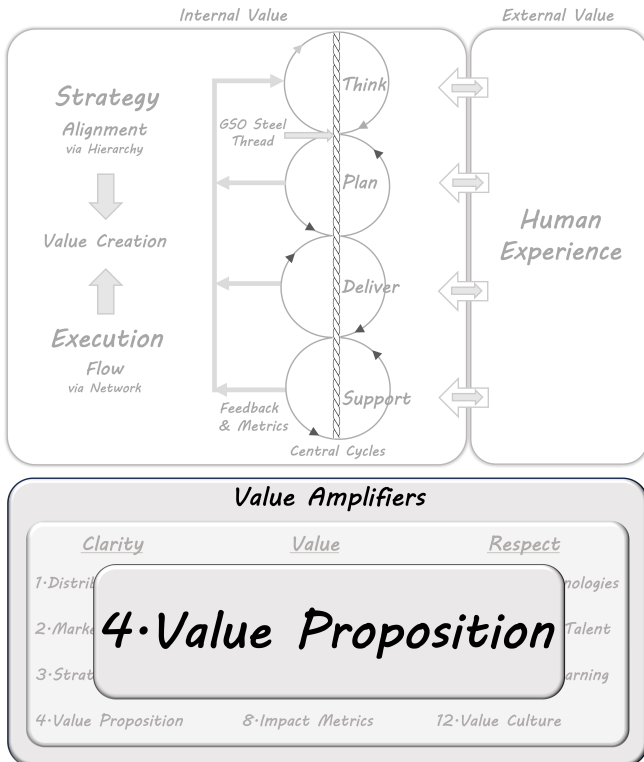 Internal Value
External Value
Strategy
Alignment
via Hierarchy
Value Creation
Execution
Flow
via Network
GSO Steel
Thread
Think
Plan
Deliver
Support
Feedback
& Metrics
Central Cycles
Human
Experience
Value Amplifiers
Clarity
Value
Respect
4•Value Proposition
4•Value Proposition
8•Impact Metrics
12•Value Culture
Talent